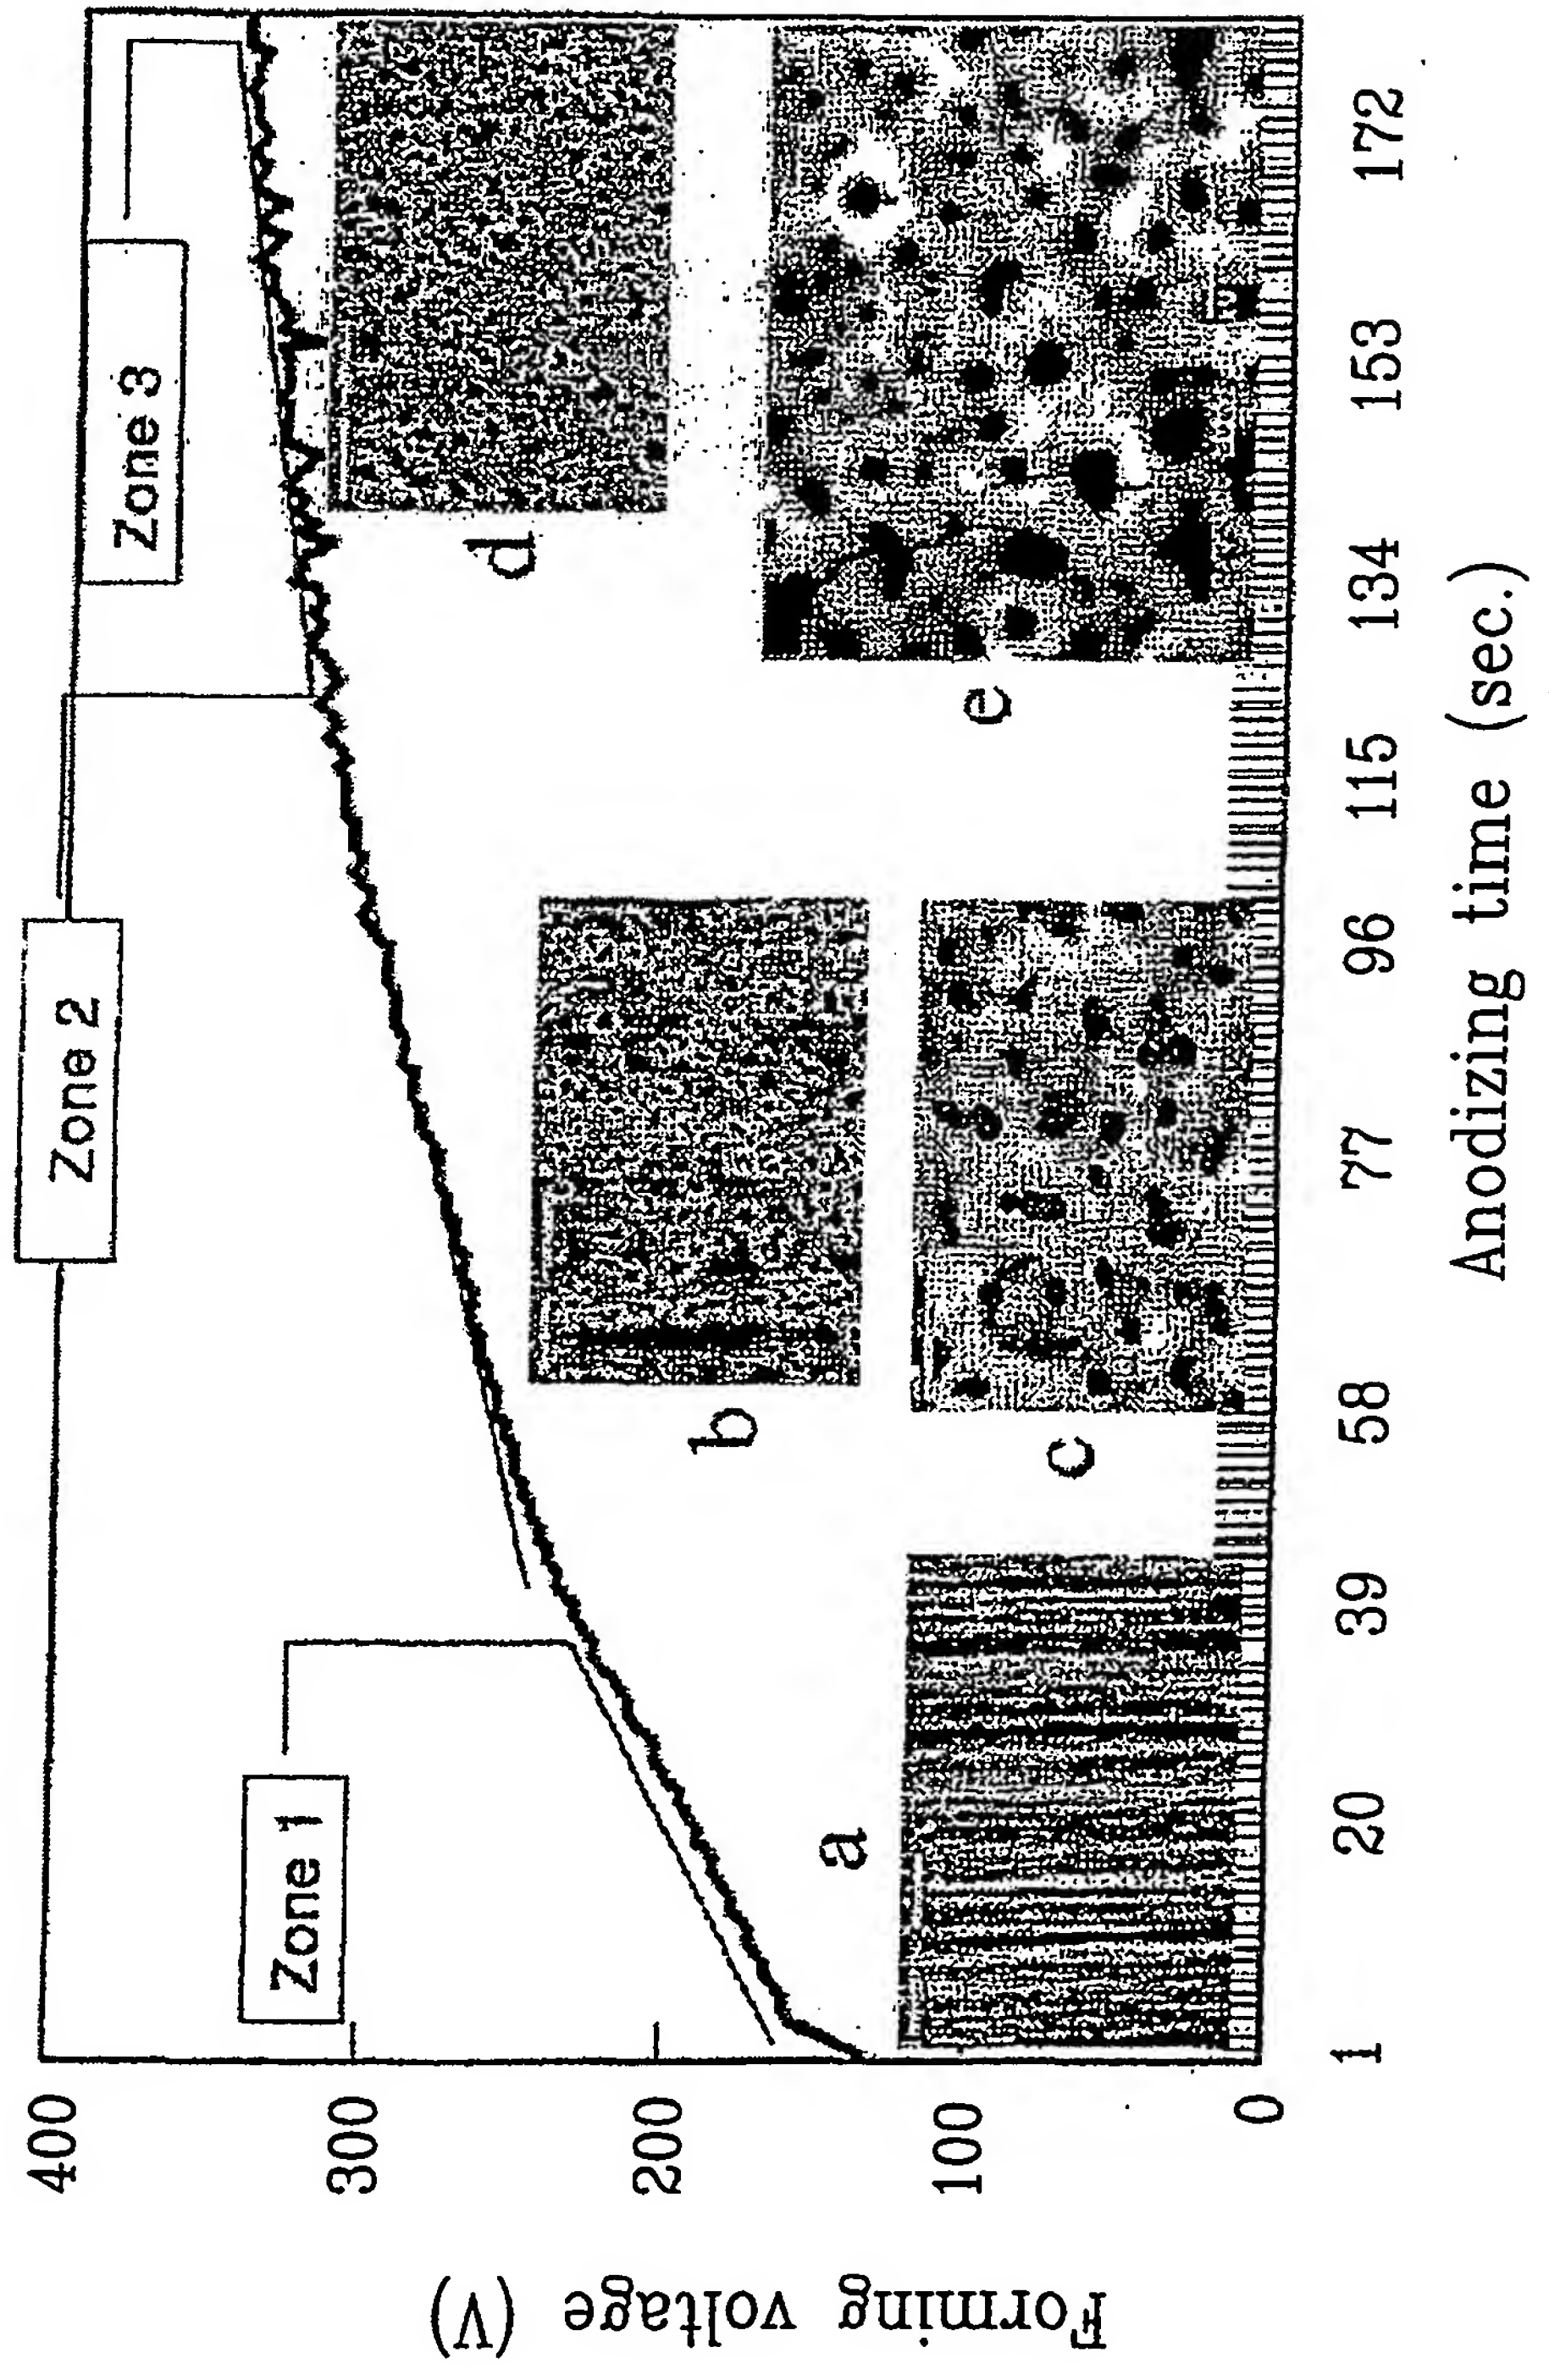 Forming voltage (V)
400
300
200
100
0
Zone 1
Zone 2
Zone 3
a
b
c
d
e
1
20
39
58
77
96
115
134
153
172
Anodizing time (sec.)